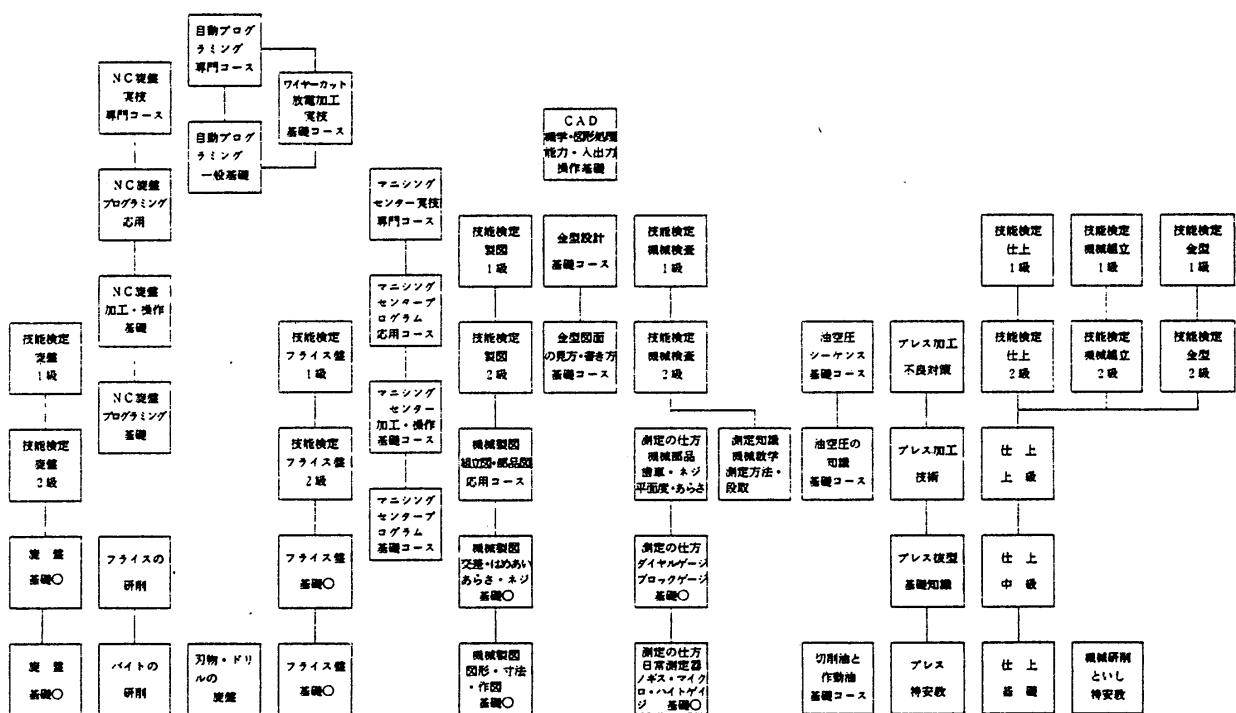 自動プログ
ラミング
専門コース
NC旋盤
実技
専門コース
ワイヤーカット
放電加工
実技
基礎コース
自動プログ
ラミング
一般基礎
CAD
図形処理
能力・入出力
操作基礎
NC旋盤
プログラミング
応用
マニシング
センター実技
専門コース
技能検定
製図
1級
金型設計
基礎コース
技能検定
機械検査
1級
技能検定
仕上
1級
技能検定
機械組立
1級
技能検定
金型
1級
NC旋盤
加工・操作
基礎
マニシング
センタープ
ログラム
応用コース
技能検定
旋盤
1級
技能検定
フライス盤
1級
技能検定
製図
2級
金型図面
の見方・書き方
基礎コース
技能検定
機械検査
2級
油空圧
シーケンス
基礎コース
プレス加工
不良対策
技能検定
仕上
2級
技能検定
機械組立
2級
技能検定
金型
2級
NC旋盤
プログラミング
基礎
マニシング
センター
加工・操作
基礎コース
技能検定
旋盤
2級
技能検定
フライス盤
2級
機械製図
組立図・部品図
応用コース
測定の仕方
機械部品
歯車・ネジ
平面度・あらさ
測定知識
機械数学
測定方法・
段取
油空圧の
知識
基礎コース
プレス加工
技術
仕上
上級
マニシング
センタープ
ログラム
基礎コース
旋盤
基礎〇
フライスの
研削
フライス盤
基礎〇
機械製図
交差・はめあい
あらさ・ネジ
基礎〇
測定の仕方
ダイヤルゲージ
ブロックゲージ
基礎〇
プレス抜型
基礎知識
仕上
中級
旋盤
基礎〇
バイトの
研削
刃物・ドリ
ルの
旋盤
フライス盤
基礎〇
機械製図
図形・寸法
・作図
基礎〇
測定の仕方
日常測定器
ノギス・マイク
ロ・ハイトゲイ
ジ 基礎〇
切削油と
作動油
基礎コース
プレス
特安教
仕上
基礎
機械研削
といし
特安教